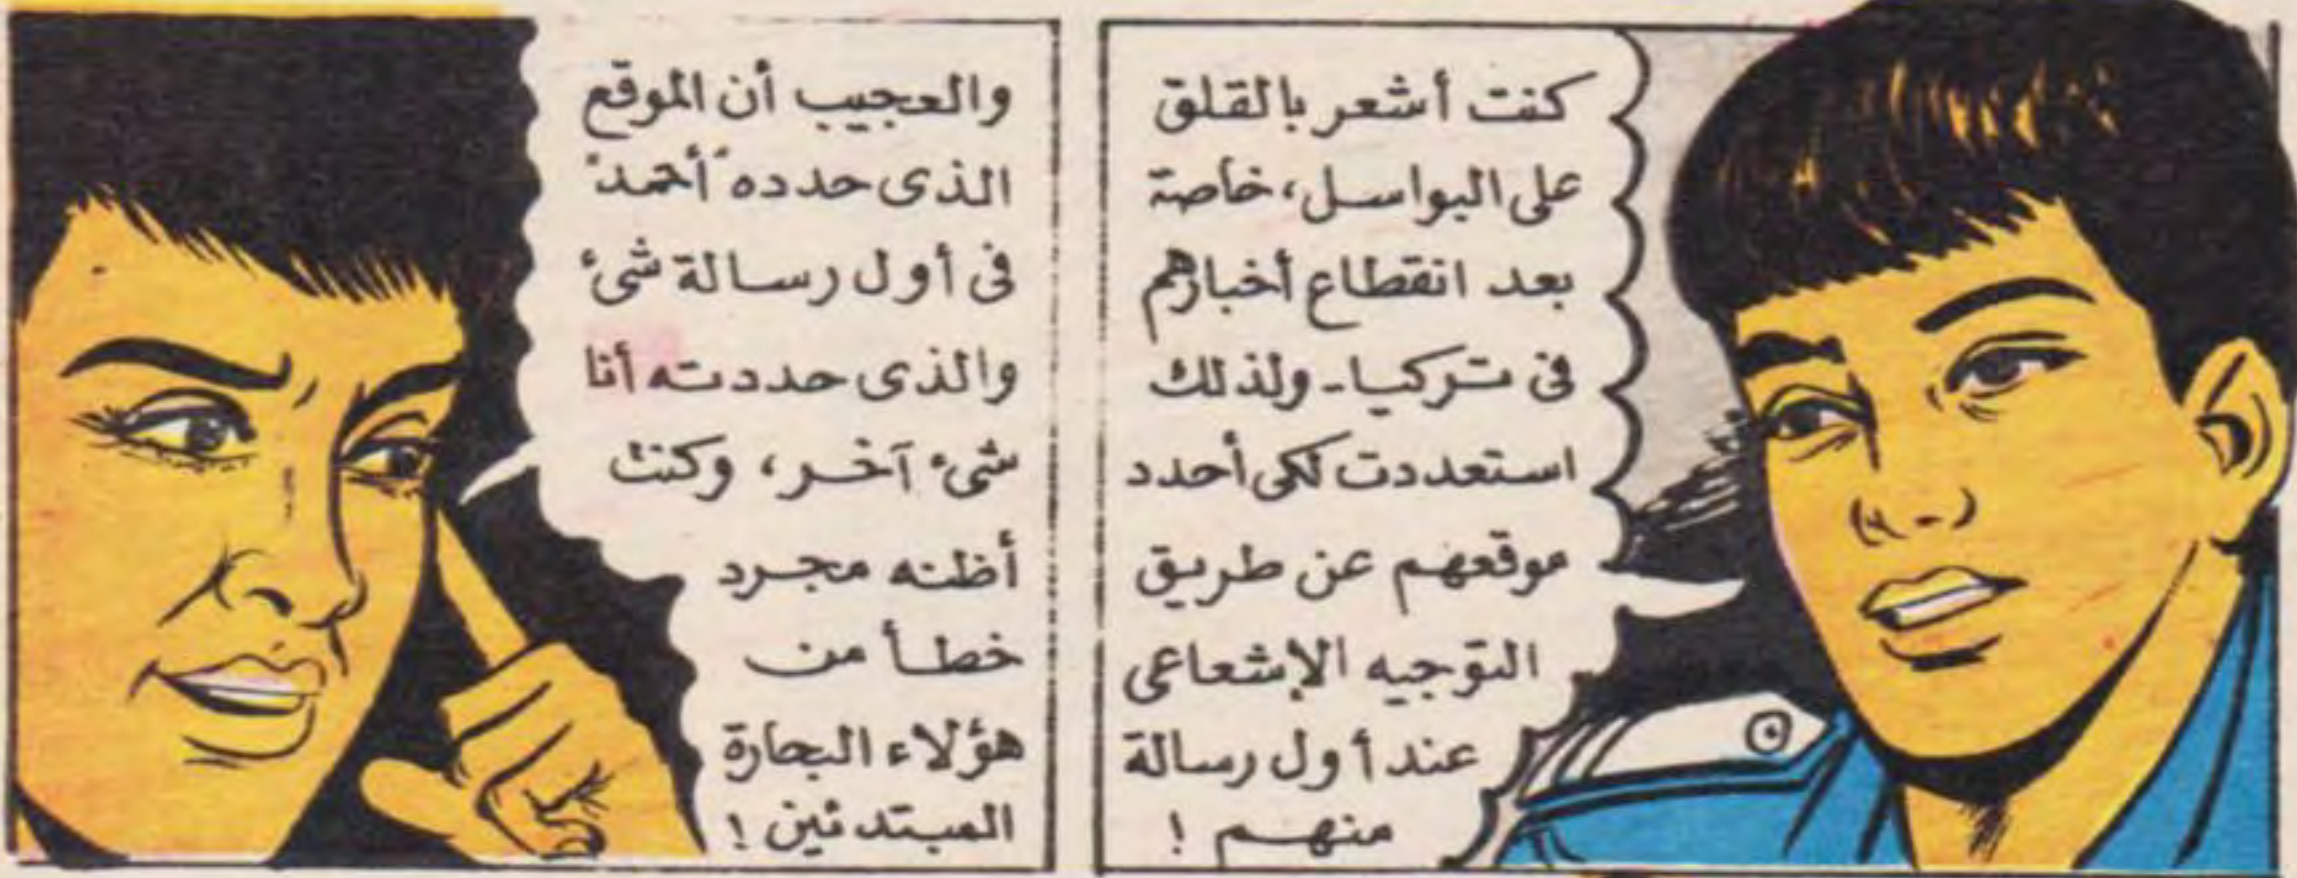 كنت أشعر بالقلق
على البواسل، خاصة
بعد انقطاع أخبارهم
فى تركيا - ولذلك
استعددت لكى أحدد
موقعهم عن طريق
التوجيه الإشعاعى
عند أول رسالة
منهم !
والعجيب أن الموقع
الذى حدده "أحمد"
فى أول رسالة شئ
والذى حددته أنا
شئ آخر، وكنت
أظنه مجرد
خطأ من
هؤلاء البحارة
المبتدئين !